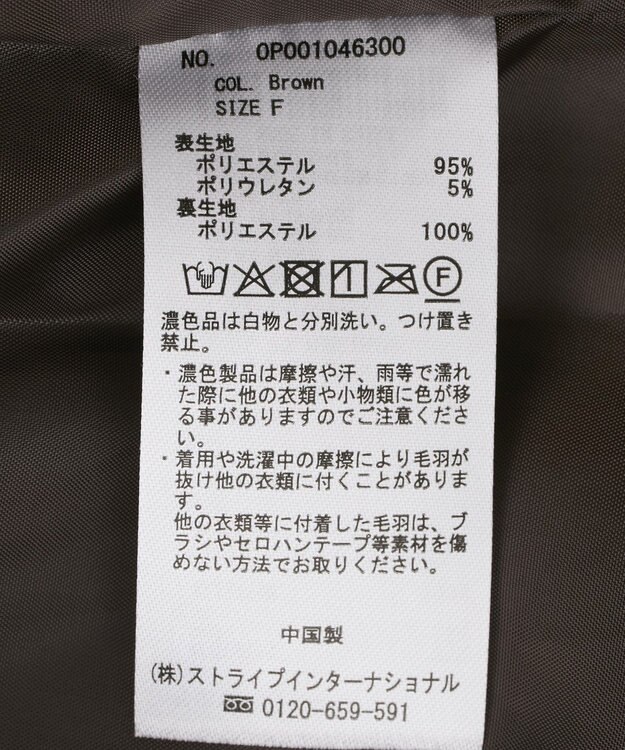 NO. OP001046300
COL. Brown
SIZE F
表生地
ポリエステル 95%
ポリウレタン 5%
裏生地
ポリエステル 100%
F
濃色品は白物と分別洗い。つけ置き
禁止。
・濃色製品は摩擦や汗、雨等で濡れ
た際に他の衣類や小物類に色が移
る事がありますのでご注意くださ
い。
・着用や洗濯中の摩擦により毛羽が
抜け他の衣類に付くことがありま
す。
他の衣類等に付着した毛羽は、ブ
ラシやセロハンテープ等素材を傷
めない方法でお取りください。
中国製
(株)ストライプインターナショナル
0120-659-591